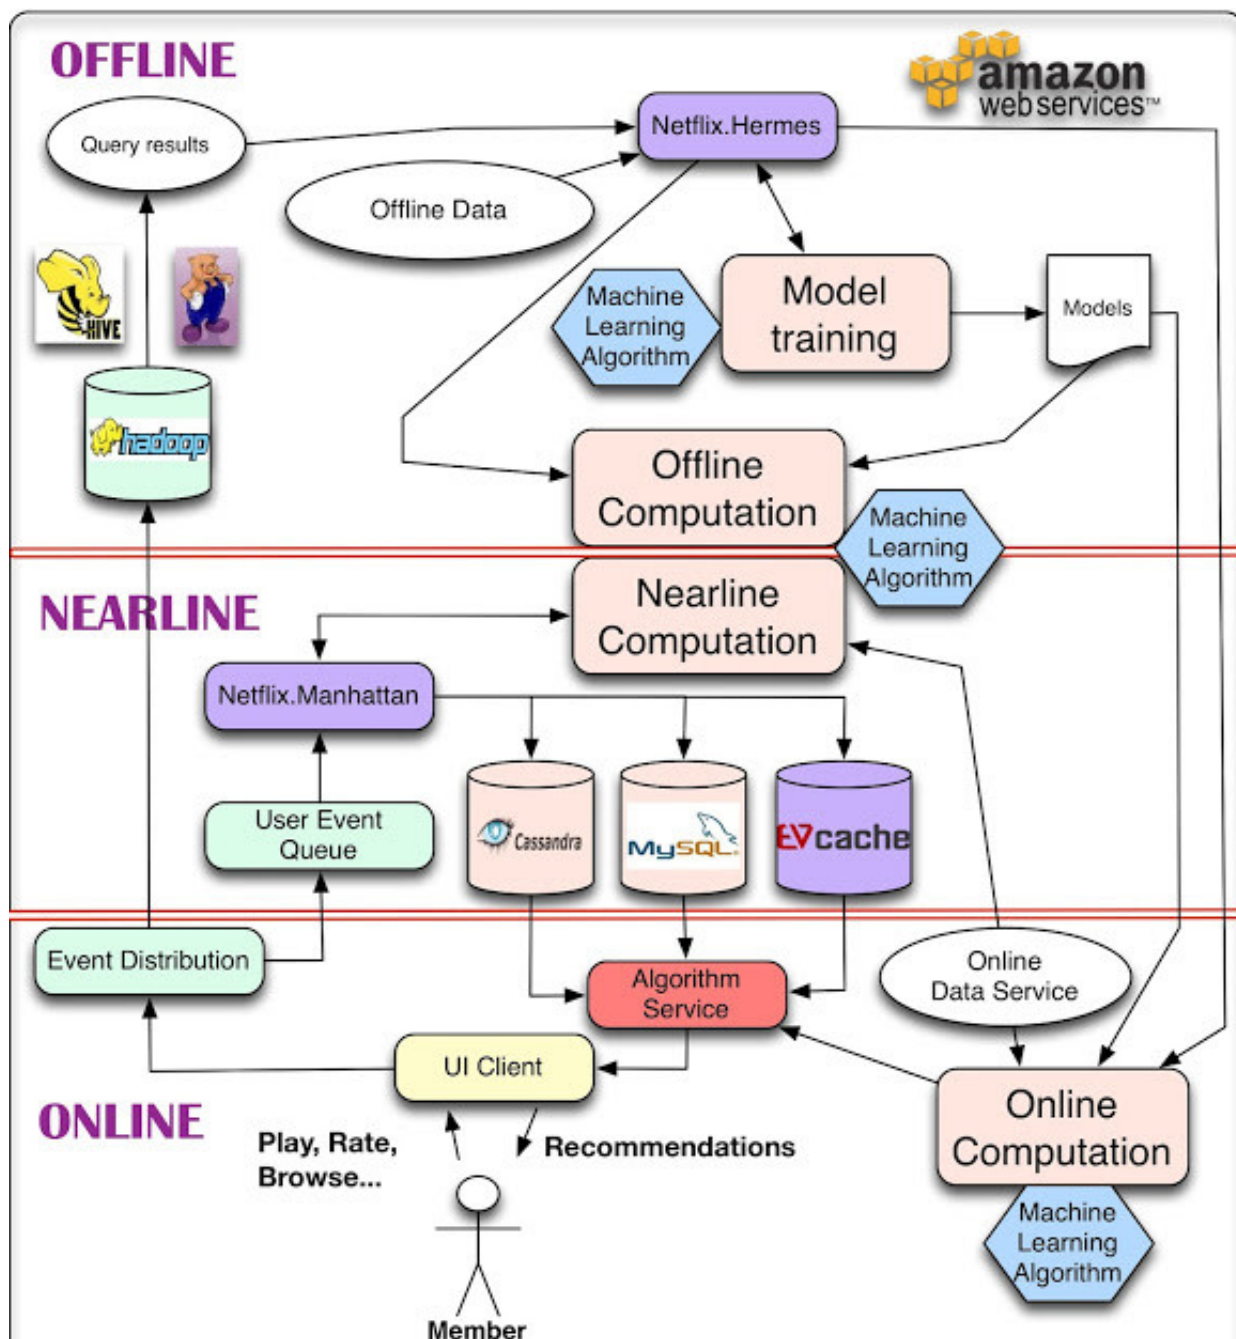 OFFLINE
amazon
web services™
Query results
Netflix.Hermes
Offline Data
HIVE
Machine
Learning
Algorithm
Model
training
Models
hadoop
Offline
Computation
Machine
Learning
Algorithm
NEARLINE
Nearline
Computation
Netflix.Manhattan
User Event
Queue
Cassandra
MySQL.
EVcache
Event Distribution
Algorithm
Service
Online
Data Service
UI Client
ONLINE
Play, Rate,
Browse...
Recommendations
Online
Computation
Machine
Learning
Algorithm
Member